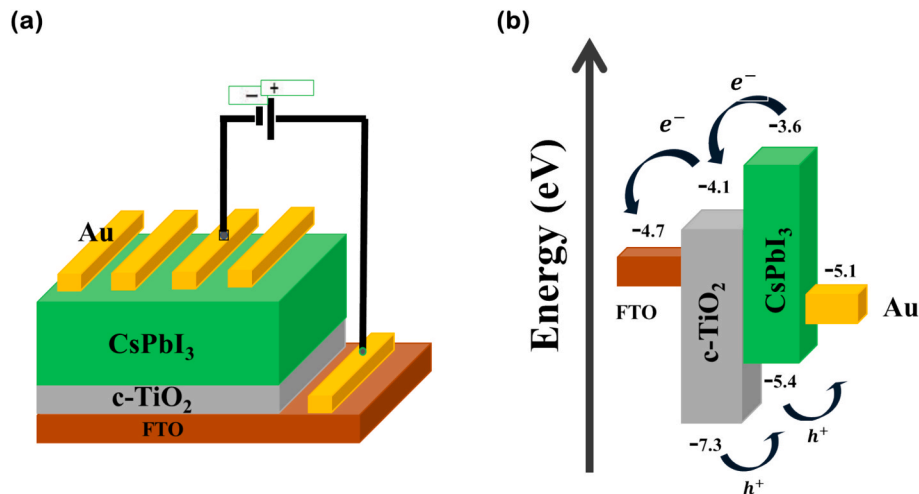 (a)
− +
Au
CsPbI₃
c-TiO₂
FTO
(b)
Energy (eV)
e⁻
e⁻
−3.6
−4.1
−4.7
FTO
c-TiO₂
CsPbI₃
−5.1
Au
−5.4
−7.3
h⁺
h⁺